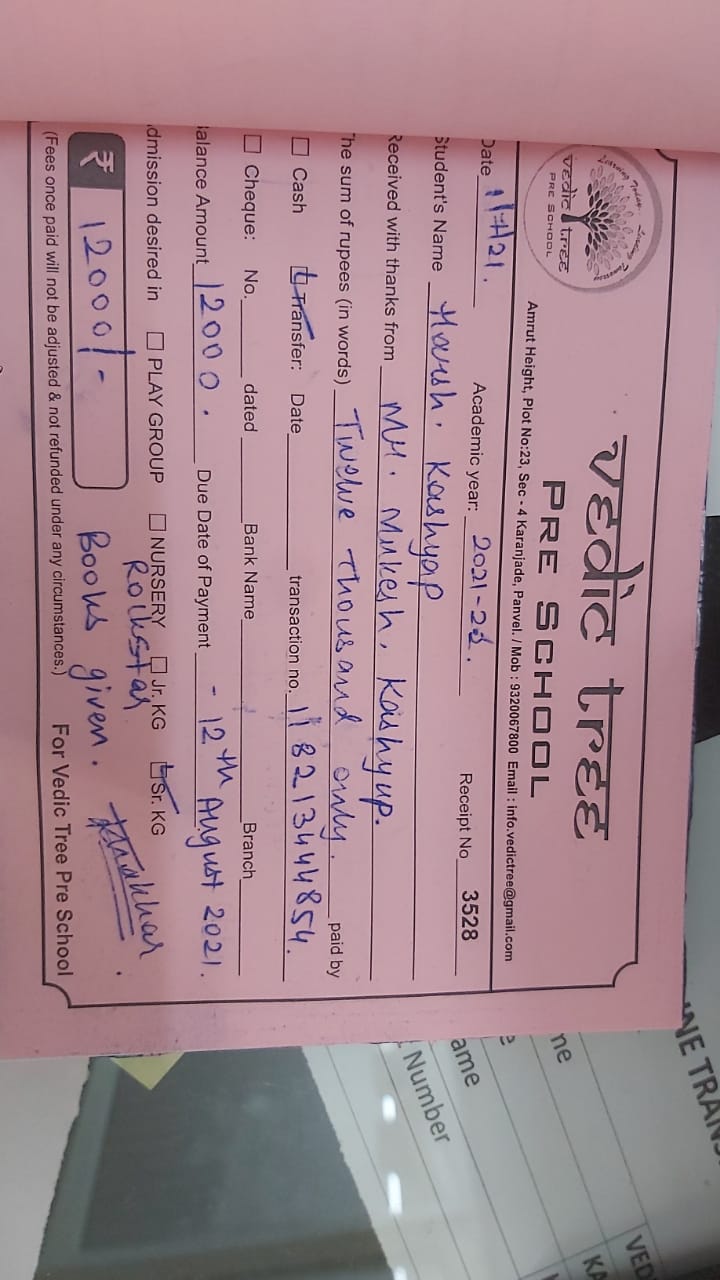 Learning Today, Leading Tomorrow
vedic tree
PRE SCHOOL
vedic tree
PRE SCHOOL
Amrut Height, Plot No:23, Sec - 4 Karanjade, Panvel. / Mob : 9320067800 Email : info.vedictree@gmail.com
Date 1/7/21. Academic year: 2021-22. Receipt No 3528
Student's Name Harsh. Kashyap
Received with thanks from Mr. Mukesh. Kashyup.
The sum of rupees (in words) Twelve Thousand only. paid by
Cash Transfer: Date transaction no. 118213444854.
Cheque: No. dated Bank Name Branch
Balance Amount 12000. Due Date of Payment - 12th August 2021.
Admission desired in PLAY GROUP NURSERY Jr. KG Sr. KG
Rockstar
₹ 12000/- Books given.
(Fees once paid will not be adjusted & not refunded under any circumstances.) For Vedic Tree Pre School
NE TRANS
VED
KA
me
ame
Number